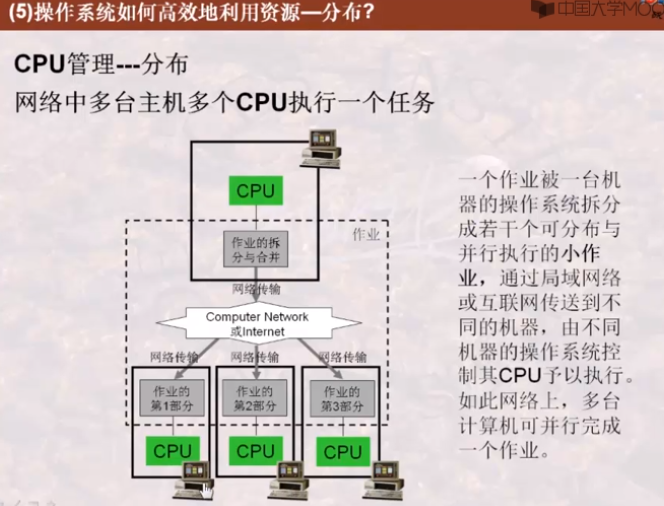 (5)操作系统如何高效地利用资源—分布?
中国大学MOOC
CPU管理---分布
网络中多台主机多个CPU执行一个任务
CPU
作业
作业的拆
分与合并
网络传输
Computer Network
或Internet
网络传输
网络传输
网络传输
作业的
第1部分
作业的
第2部分
作业的
第3部分
CPU
CPU
CPU
一个作业被一台机
器的操作系统拆分
成若干个可分布与
并行执行的小作
业，通过局域网络
或互联网传送到不
同的机器，由不同
机器的操作系统控
制其CPU予以执行。
如此网络上，多台
计算机可并行完成
一个作业。